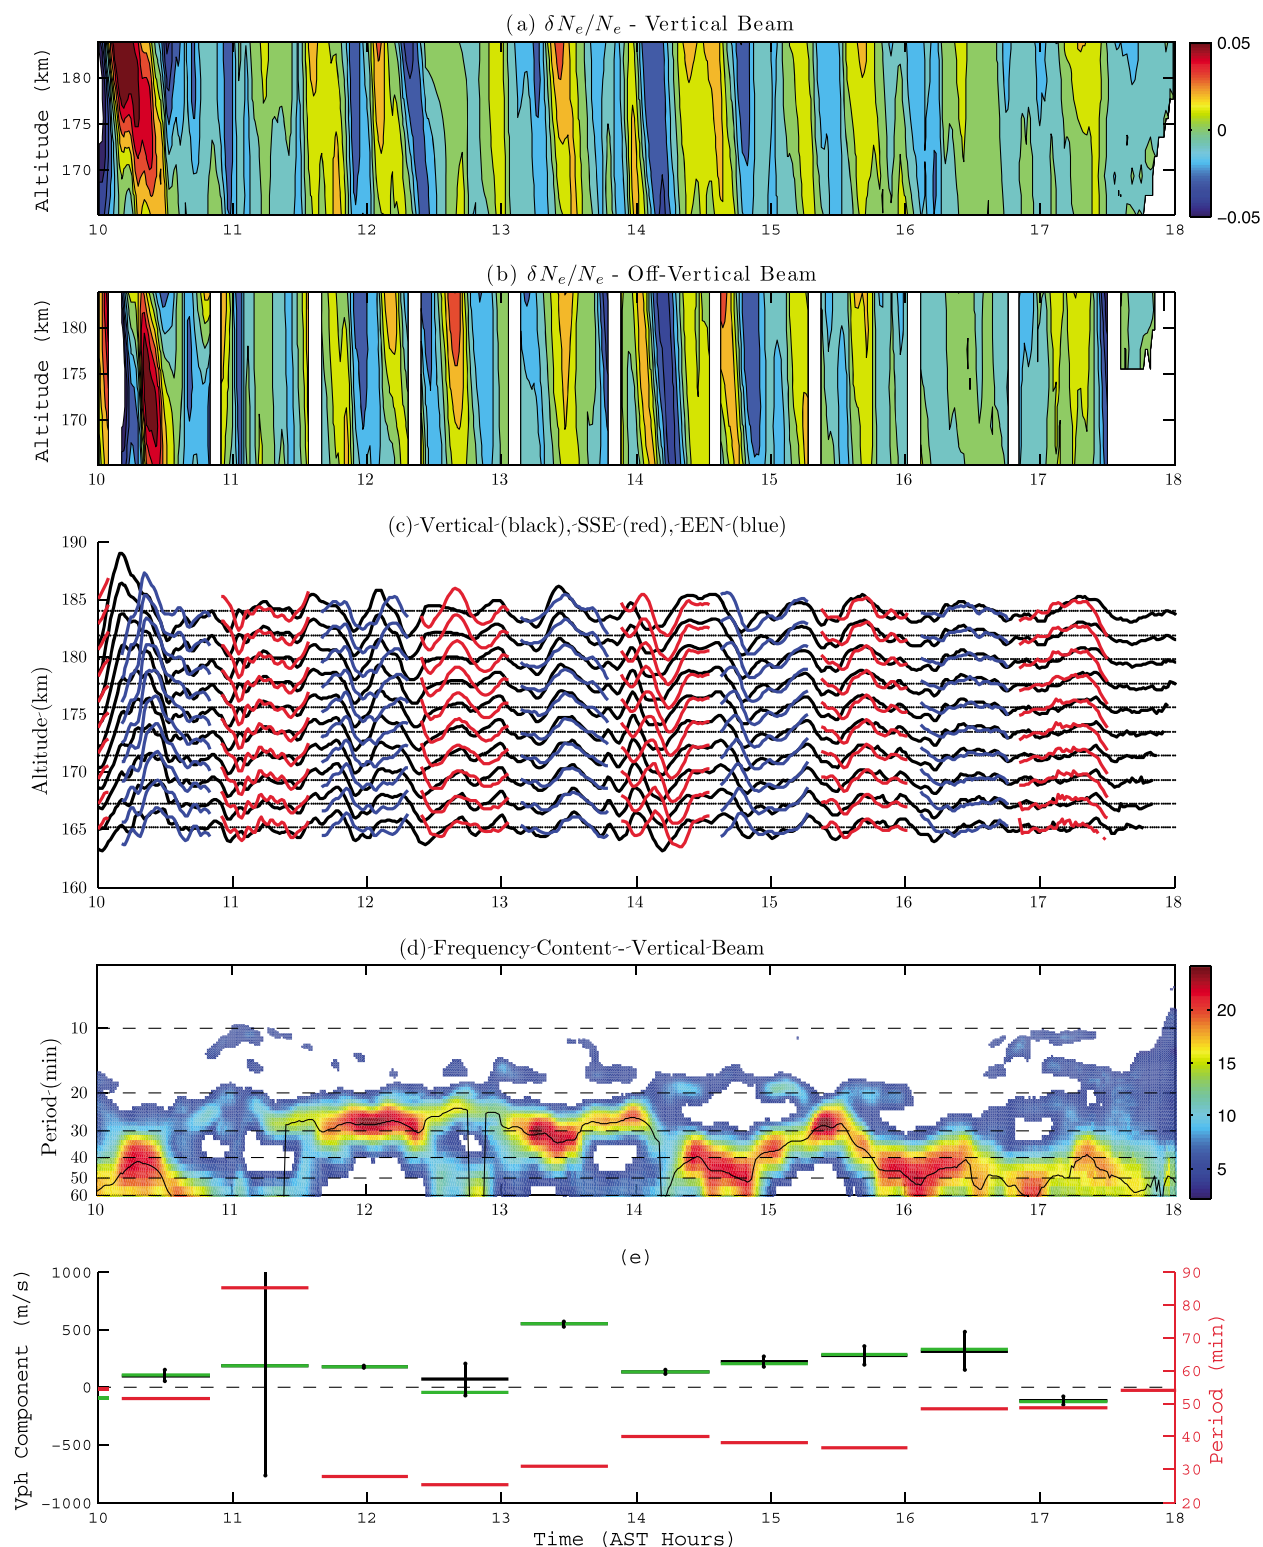 (a) δNₑ/Nₑ - Vertical Beam
Altitude (km)
180
175
170
10 11 12 13 14 15 16 17 18
0.05
0
−0.05
(b) δNₑ/Nₑ - Off-Vertical Beam
Altitude (km)
180
175
170
10 11 12 13 14 15 16 17 18
(c)-Vertical-(black),-SSE-(red),-EEN-(blue)
Altitude-(km)
190
185
180
175
170
165
160
10 11 12 13 14 15 16 17 18
(d)-Frequency-Content--Vertical-Beam
Period-(min)
10
20
30
40
50
60
10 11 12 13 14 15 16 17 18
20
15
10
5
(e)
Vph Component (m/s)
1000
500
0
−500
−1000
10 11 12 13 14 15 16 17 18
Time (AST Hours)
90
80
70
60
50
40
30
20
Period (min)